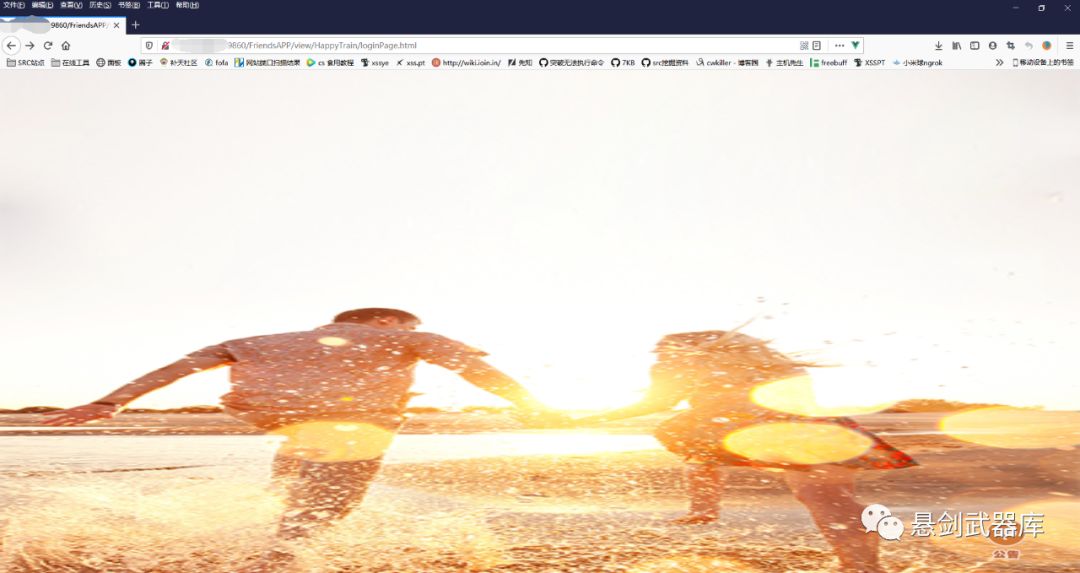 文件(F) 编辑(E) 查看(V) 历史(S) 书签(B) 工具(T) 帮助(H)
9860/FriendsAPP/
9860/FriendsAPP/view/HappyTrain/loginPage.html
SRC站点 在线工具 面板 圈子 补天社区 fofa 网站端口扫描结果 cs 食用教程 xssye xss.pt http://wiki.ioin.in/ 先知 突破无法执行命令 7KB src挖掘资料 cwkiller - 博客园 主机先生 freebuff XSSPT 小米球ngrok 移动设备上的书签
悬剑武器库
公告